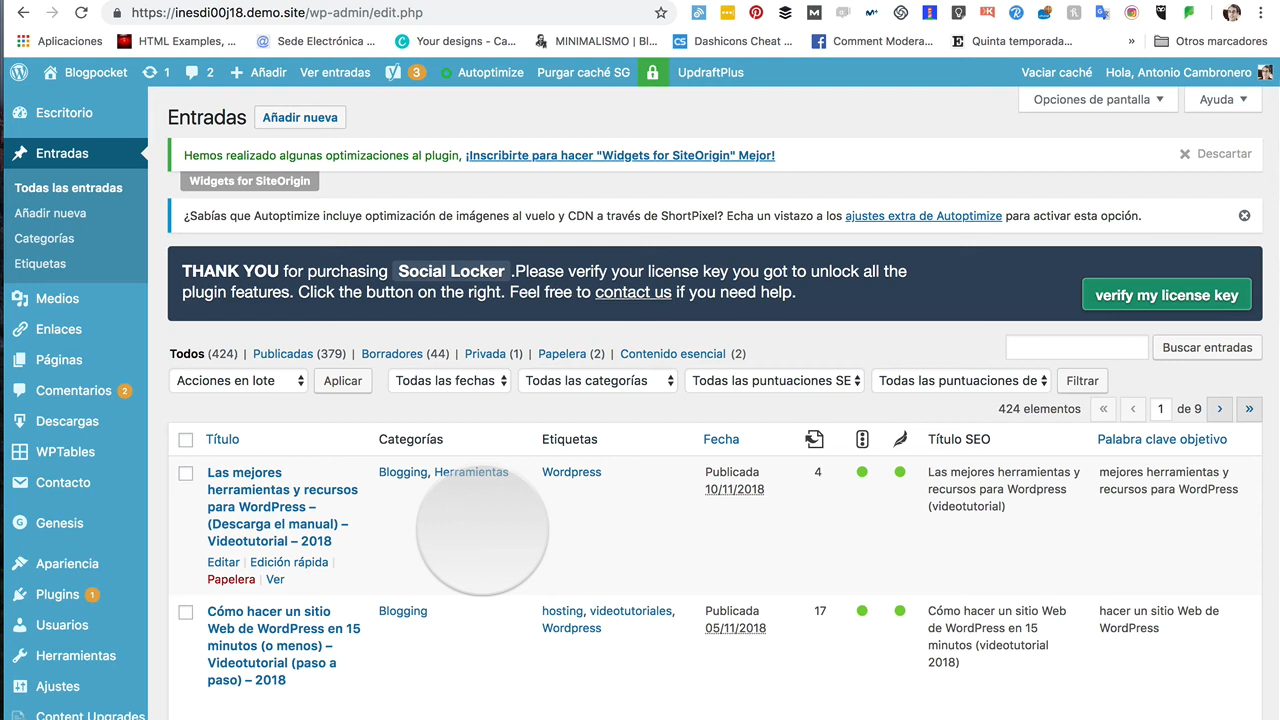 https://inesdi00j18.demo.site/wp-admin/edit.php
Aplicaciones HTML Examples, ... Sede Electrónica ... Your designs - Ca... MINIMALISMO | Bl... Dashicons Cheat ... Comment Modera... Quinta temporada... » Otros marcadores
Blogpocket 1 2 + Añadir Ver entradas 3 Autoptimize Purgar caché SG UpdraftPlus Vaciar caché Hola, Antonio Cambronero
Escritorio
Entradas
Todas las entradas
Añadir nueva
Categorías
Etiquetas
Medios
Enlaces
Páginas
Comentarios 2
Descargas
WPTables
Contacto
Genesis
Apariencia
Plugins 1
Usuarios
Herramientas
Ajustes
Content Upgrades
Opciones de pantalla Ayuda
Entradas Añadir nueva
Hemos realizado algunas optimizaciones al plugin, ¡Inscribirte para hacer "Widgets for SiteOrigin" Mejor! Descartar
Widgets for SiteOrigin
¿Sabías que Autoptimize incluye optimización de imágenes al vuelo y CDN a través de ShortPixel? Echa un vistazo a los ajustes extra de Autoptimize para activar esta opción.
THANK YOU for purchasing Social Locker .Please verify your license key you got to unlock all the
plugin features. Click the button on the right. Feel free to contact us if you need help.
verify my license key
Todos (424) | Publicadas (379) | Borradores (44) | Privada (1) | Papelera (2) | Contenido esencial (2)
Buscar entradas
Acciones en lote Aplicar Todas las fechas Todas las categorías Todas las puntuaciones SE Todas las puntuaciones de Filtrar
424 elementos « ‹ 1 de 9 › »
Título Categorías Etiquetas Fecha Título SEO Palabra clave objetivo
Las mejores
herramientas y recursos
para WordPress –
(Descarga el manual) –
Videotutorial – 2018
Editar | Edición rápida |
Papelera | Ver
Blogging, Herramientas
Wordpress
Publicada
10/11/2018
4
Las mejores herramientas y
recursos para Wordpress
(videotutorial)
mejores herramientas y
recursos para WordPress
Cómo hacer un sitio
Web de WordPress en 15
minutos (o menos) –
Videotutorial (paso a
paso) – 2018
Blogging
hosting, videotutoriales,
Wordpress
Publicada
05/11/2018
17
Cómo hacer un sitio Web
de WordPress en 15
minutos (videotutorial
2018)
hacer un sitio Web de
WordPress